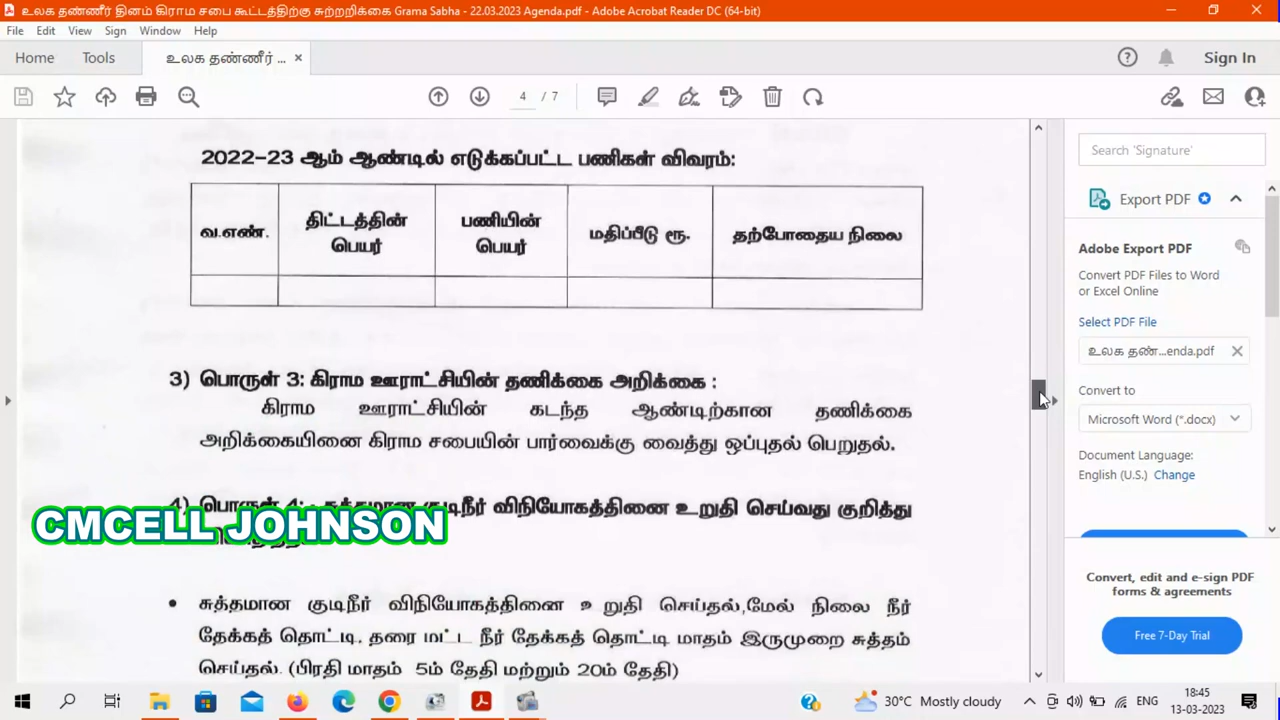 உலக தண்ணீர் தினம் கிராம சபை கூட்டத்திற்கு சுற்றறிக்கை Grama Sabha - 22.03.2023 Agenda.pdf - Adobe Acrobat Reader DC (64-bit)
File Edit View Sign Window Help
Home Tools உலக தண்ணீர் ... Sign In
4 / 7
2022-23 ஆம் ஆண்டில் எடுக்கப்பட்ட பணிகள் விவரம்:
வ.எண். திட்டத்தின் பெயர் பணியின் பெயர் மதிப்பீடு ரூ. தற்போதைய நிலை
3) பொருள் 3: கிராம ஊராட்சியின் தணிக்கை அறிக்கை :
கிராம ஊராட்சியின் கடந்த ஆண்டிற்கான தணிக்கை
அறிக்கையினை கிராம சபையின் பார்வைக்கு வைத்து ஒப்புதல் பெறுதல்.
4) பொருள் 4: சுத்தமான குடிநீர் விநியோகத்தினை உறுதி செய்வது குறித்து
CMCELL JOHNSON
• சுத்தமான குடிநீர் விநியோகத்தினை உறுதி செய்தல்,மேல் நிலை நீர்
தேக்கத் தொட்டி, தரை மட்ட நீர் தேக்கத் தொட்டி மாதம் இருமுறை சுத்தம்
செய்தல். (பிரதி மாதம் 5ம் தேதி மற்றும் 20ம் தேதி)
Search 'Signature'
Export PDF
Adobe Export PDF
Convert PDF Files to Word
or Excel Online
Select PDF File
உலக தண்...enda.pdf
Convert to
Microsoft Word (*.docx)
Document Language:
English (U.S.) Change
Convert, edit and e-sign PDF
forms & agreements
Free 7-Day Trial
30°C Mostly cloudy ENG 18:45
13-03-2023